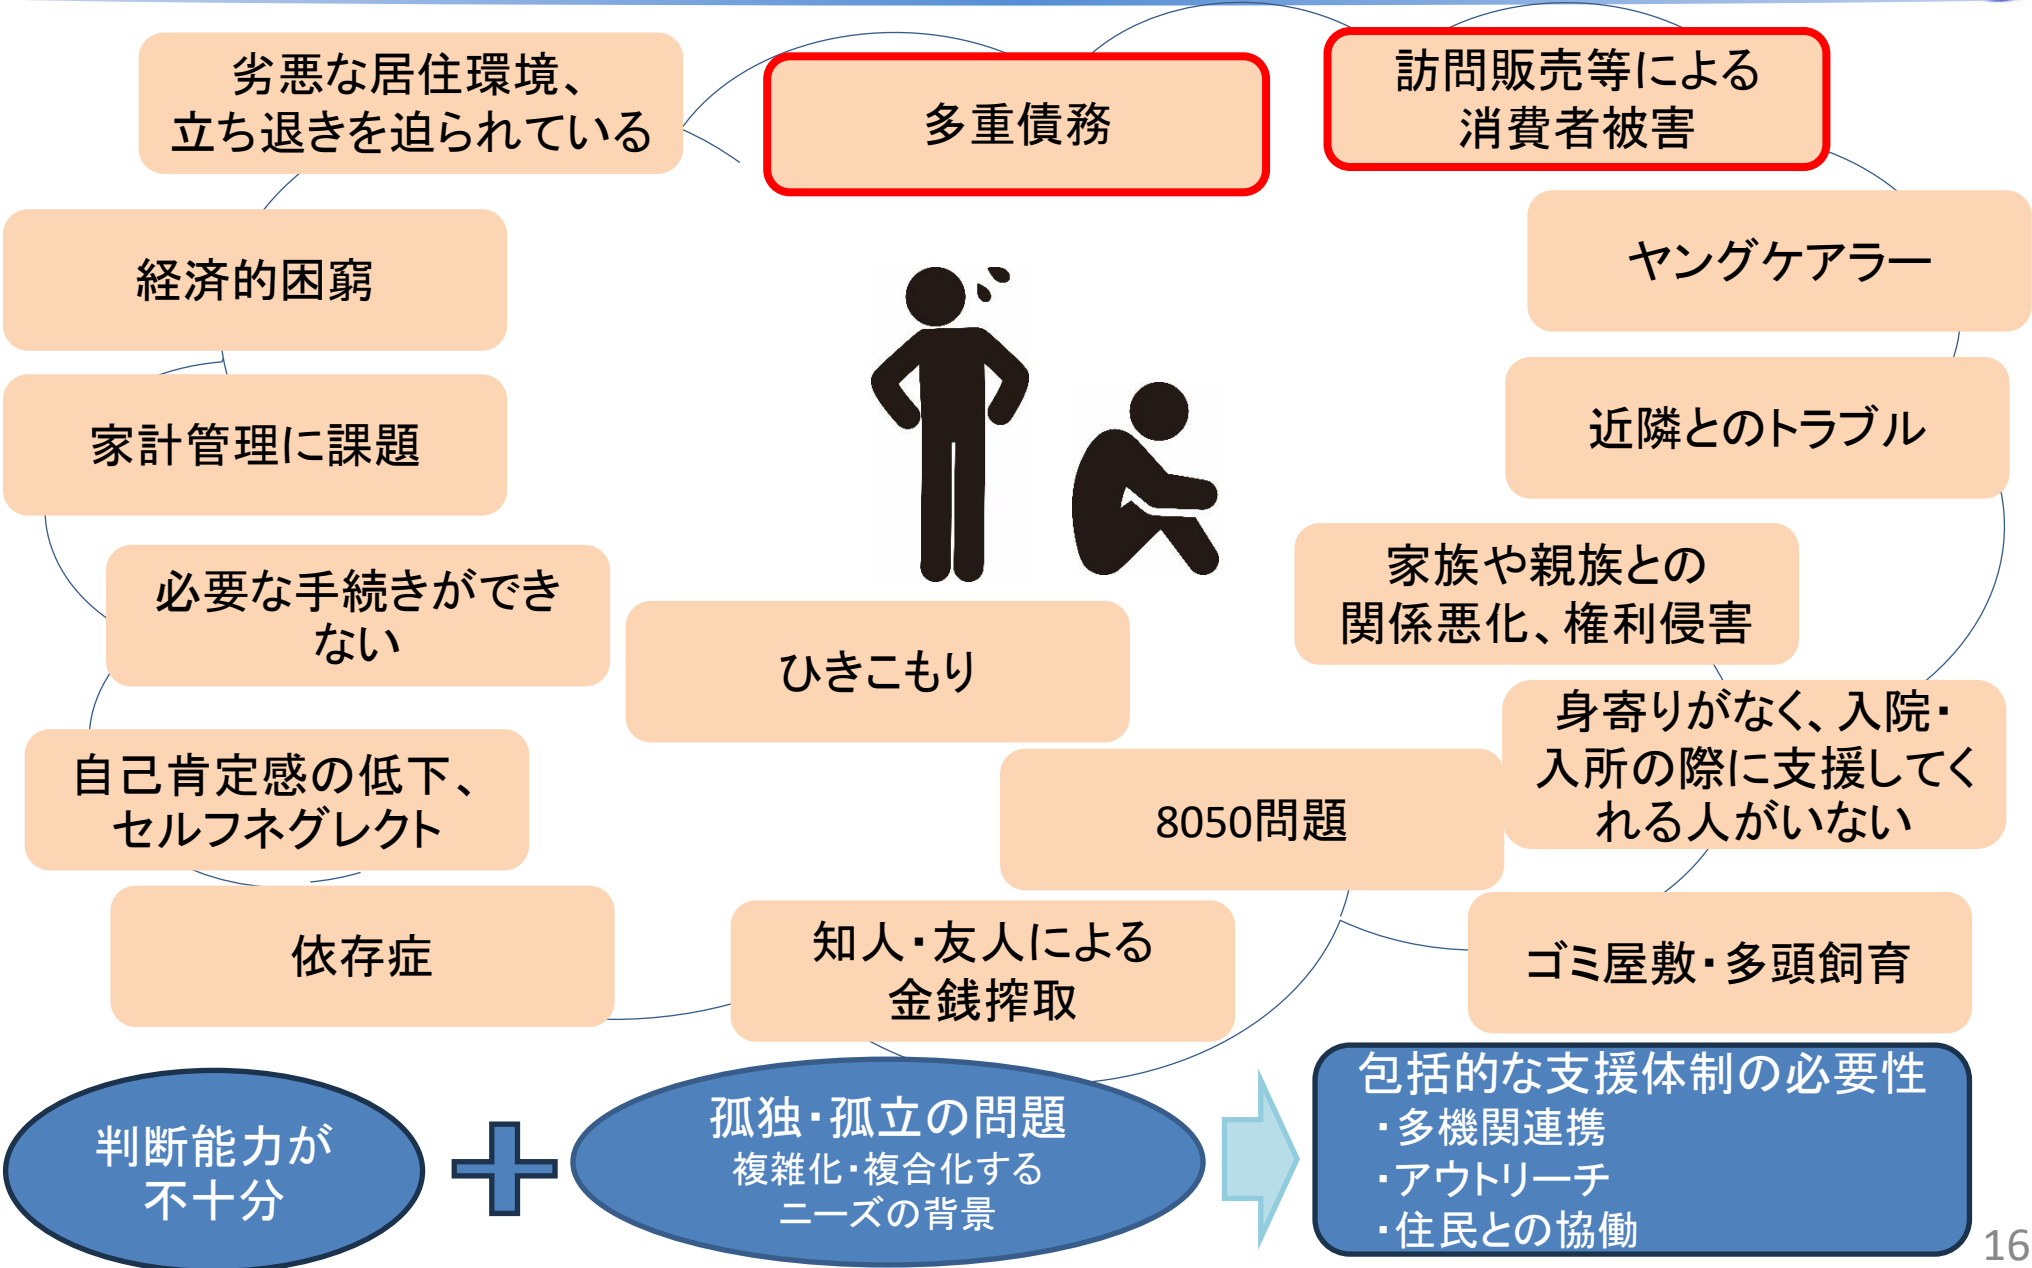 劣悪な居住環境、
立ち退きを迫られている
多重債務
訪問販売等による
消費者被害
経済的困窮
ヤングケアラー
家計管理に課題
近隣とのトラブル
必要な手続きができ
ない
ひきこもり
家族や親族との
関係悪化、権利侵害
自己肯定感の低下、
セルフネグレクト
8050問題
身寄りがなく、入院・
入所の際に支援してく
れる人がいない
依存症
知人・友人による
金銭搾取
ゴミ屋敷・多頭飼育
判断能力が
不十分
孤独・孤立の問題
複雑化・複合化する
ニーズの背景
包括的な支援体制の必要性
・多機関連携
・アウトリーチ
・住民との協働
16